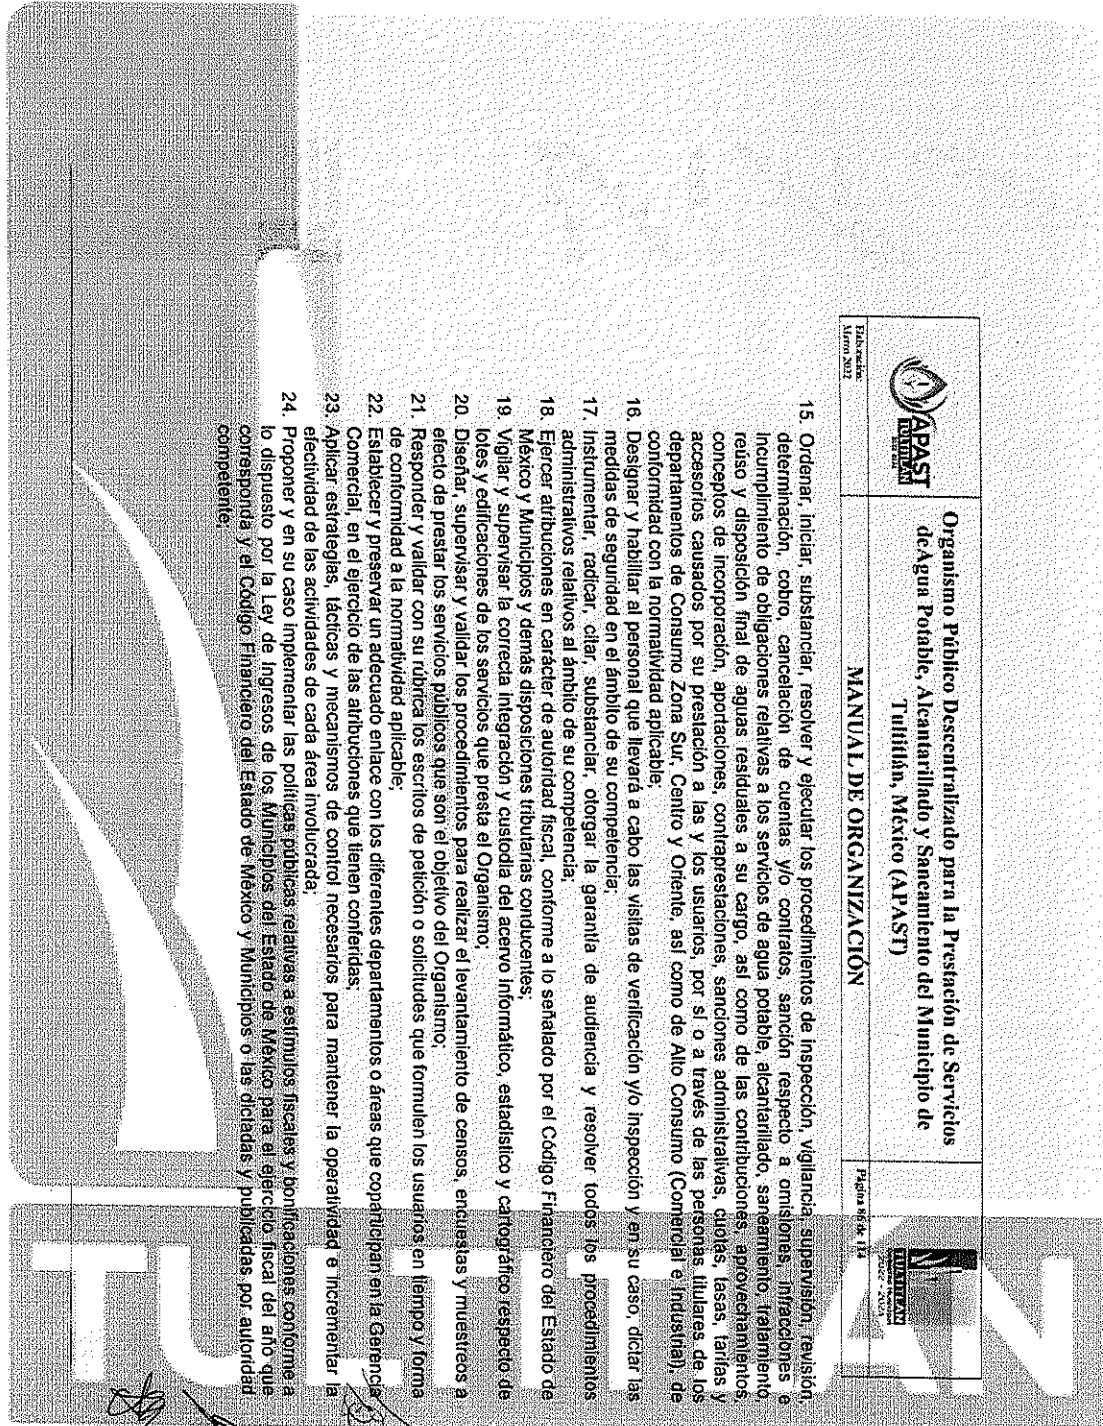 APAST
TULTITLÁN
Organismo Público Descentralizado para la Prestación de Servicios
deAgua Potable, Alcantarillado y Saneamiento del Municipio de
Tultitlán, México (APAST)
TULTITLÁN
2022 - 2024
Elaboración:
Marzo 2022
MANUAL DE ORGANIZACIÓN
Página 86 de 114
15. Ordenar, iniciar, substanciar, resolver y ejecutar los procedimientos de inspección, vigilancia, supervisión, revisión,
determinación, cobro, cancelación de cuentas y/o contratos, sanción respecto a omisiones, infracciones e
incumplimiento de obligaciones relativas a los servicios de agua potable, alcantarillado, saneamiento, tratamiento,
reúso y disposición final de aguas residuales a su cargo, así como de las contribuciones, aprovechamientos,
conceptos de incorporación, aportaciones, contraprestaciones, sanciones administrativas, cuotas, tasas, tarifas y
accesorios causados por su prestación a las y los usuarios, por sí o a través de las personas titulares de los
departamentos de Consumo Zona Sur, Centro y Oriente, así como de Alto Consumo (Comercial e Industrial), de
conformidad con la normatividad aplicable;
16. Designar y habilitar al personal que llevará a cabo las visitas de verificación y/o inspección y en su caso, dictar las
medidas de seguridad en el ámbito de su competencia;
17. Instrumentar, radicar, citar, substanciar, otorgar la garantía de audiencia y resolver todos los procedimientos
administrativos relativos al ámbito de su competencia;
18. Ejercer atribuciones en carácter de autoridad fiscal, conforme a lo señalado por el Código Financiero del Estado de
México y Municipios y demás disposiciones tributarias conducentes;
19. Vigilar y supervisar la correcta integración y custodia del acervo informático, estadístico y cartográfico respecto de
lotes y edificaciones de los servicios que presta el Organismo;
20. Diseñar, supervisar y validar los procedimientos para realizar el levantamiento de censos, encuestas y muestreos a
efecto de prestar los servicios públicos que son el objetivo del Organismo;
21. Responder y validar con su rúbrica los escritos de petición o solicitudes que formulen los usuarios en tiempo y forma
de conformidad a la normatividad aplicable;
22. Establecer y preservar un adecuado enlace con los diferentes departamentos o áreas que coparticipan en la Gerencia
Comercial, en el ejercicio de las atribuciones que tienen conferidas;
23. Aplicar estrategias, tácticas y mecanismos de control necesarios para mantener la operatividad e incrementar la
efectividad de las actividades de cada área involucrada;
24. Proponer y en su caso implementar las políticas públicas relativas a estímulos fiscales y bonificaciones conforme a
lo dispuesto por la Ley de Ingresos de los Municipios del Estado de México para el ejercicio fiscal del año que
corresponda y el Código Financiero del Estado de México y Municipios o las dictadas y publicadas por autoridad
competente;
TULTITLÁN